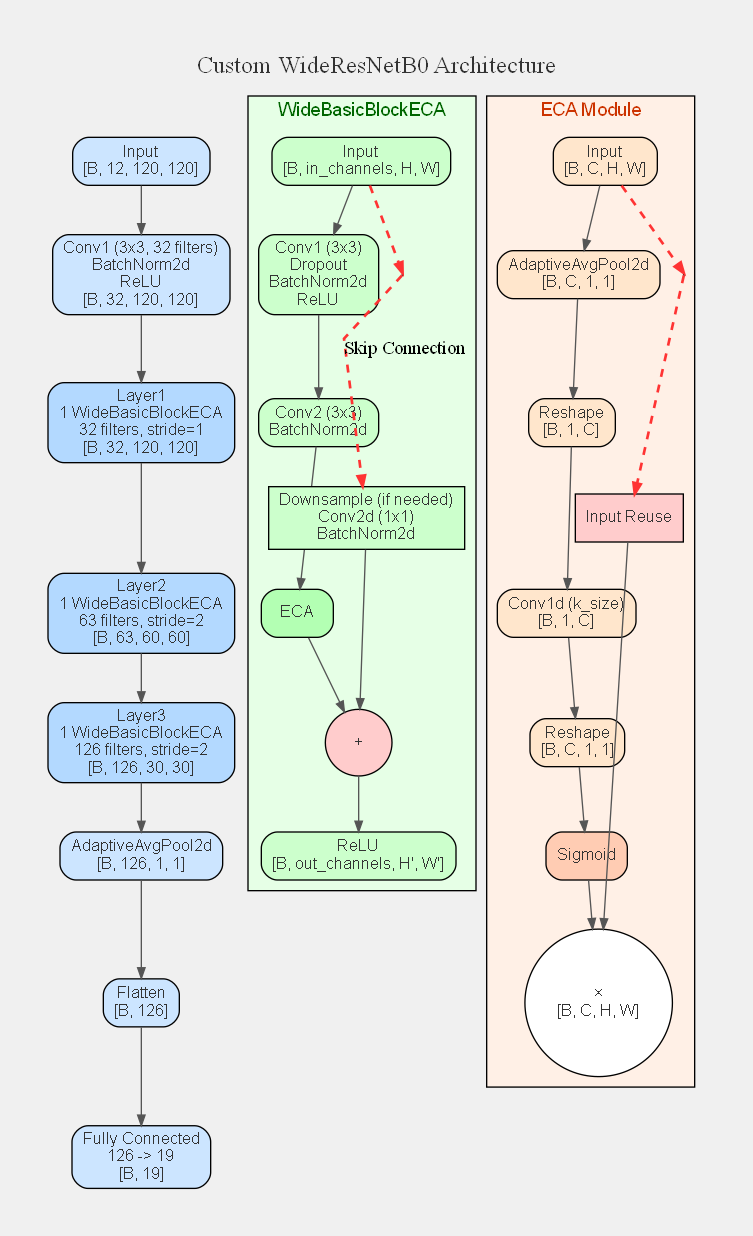 Custom WideResNetB0 Architecture
Input
[B, 12, 120, 120]
Conv1 (3x3, 32 filters)
BatchNorm2d
ReLU
[B, 32, 120, 120]
Layer1
1 WideBasicBlockECA
32 filters, stride=1
[B, 32, 120, 120]
Layer2
1 WideBasicBlockECA
63 filters, stride=2
[B, 63, 60, 60]
Layer3
1 WideBasicBlockECA
126 filters, stride=2
[B, 126, 30, 30]
AdaptiveAvgPool2d
[B, 126, 1, 1]
Flatten
[B, 126]
Fully Connected
126 -> 19
[B, 19]
WideBasicBlockECA
Input
[B, in_channels, H, W]
Conv1 (3x3)
Dropout
BatchNorm2d
ReLU
Skip Connection
Conv2 (3x3)
BatchNorm2d
Downsample (if needed)
Conv2d (1x1)
BatchNorm2d
ECA
+
ReLU
[B, out_channels, H', W']
ECA Module
Input
[B, C, H, W]
AdaptiveAvgPool2d
[B, C, 1, 1]
Reshape
[B, 1, C]
Input Reuse
Conv1d (k_size)
[B, 1, C]
Reshape
[B, C, 1, 1]
Sigmoid
×
[B, C, H, W]